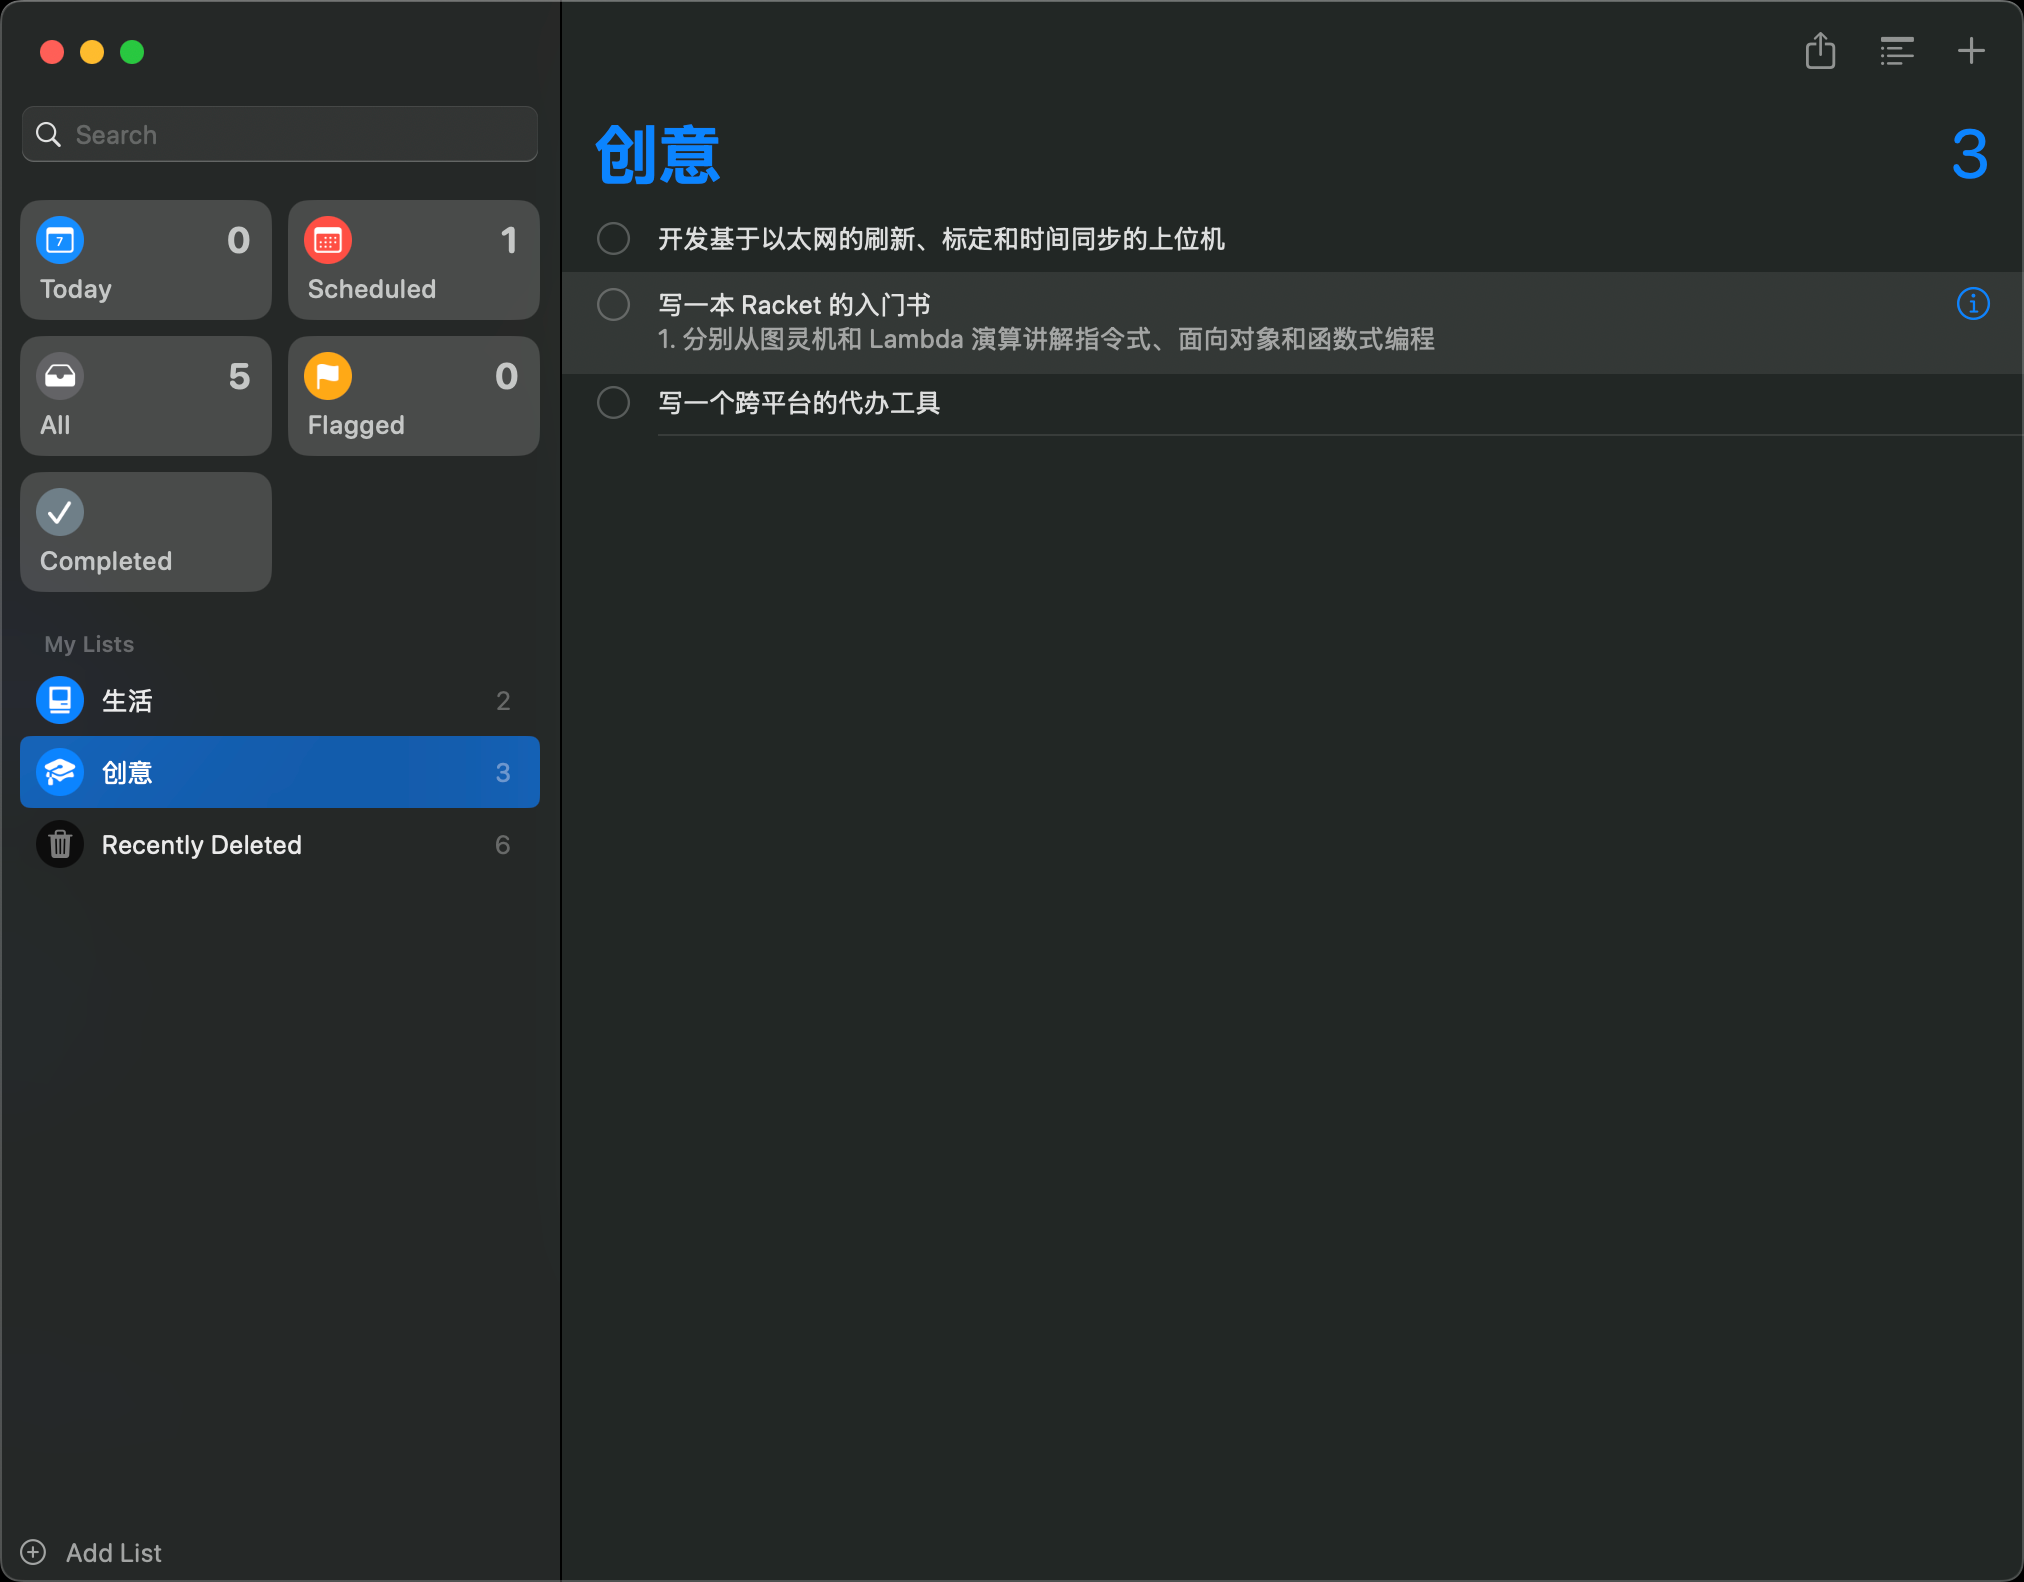 Search
7
0
Today
1
Scheduled
5
All
0
Flagged
Completed
My Lists
生活 2
创意 3
Recently Deleted 6
Add List
创意 3
开发基于以太网的刷新、标定和时间同步的上位机
写一本 Racket 的入门书
1. 分别从图灵机和 Lambda 演算讲解指令式、面向对象和函数式编程
写一个跨平台的代办工具